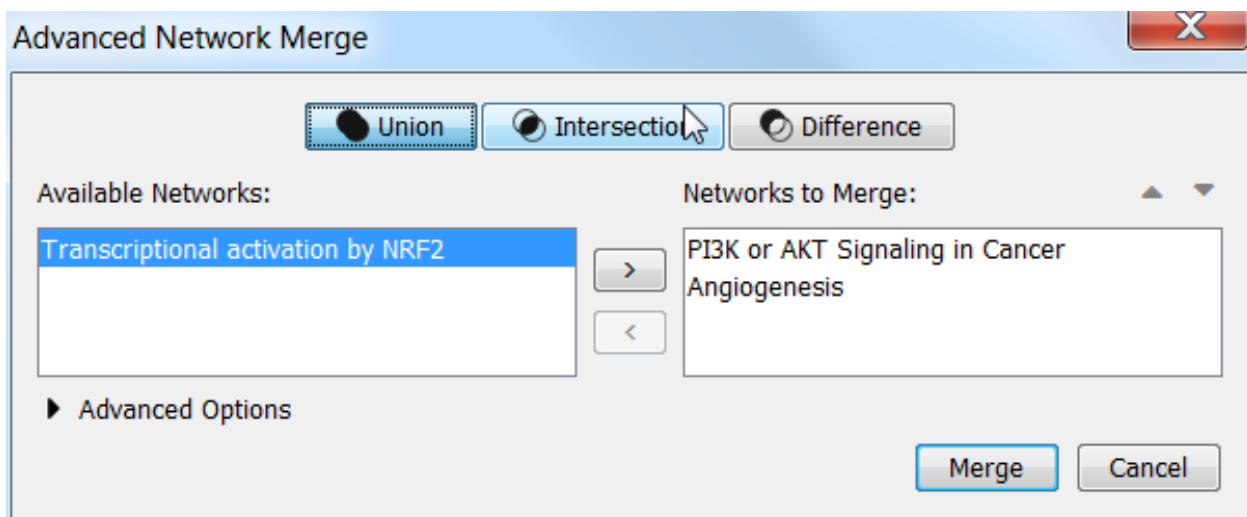 Advanced Network Merge
X
Union Intersection Difference
Available Networks: Networks to Merge:
Transcriptional activation by NRF2
PI3K or AKT Signaling in Cancer
Angiogenesis
>
<
Advanced Options
Merge Cancel